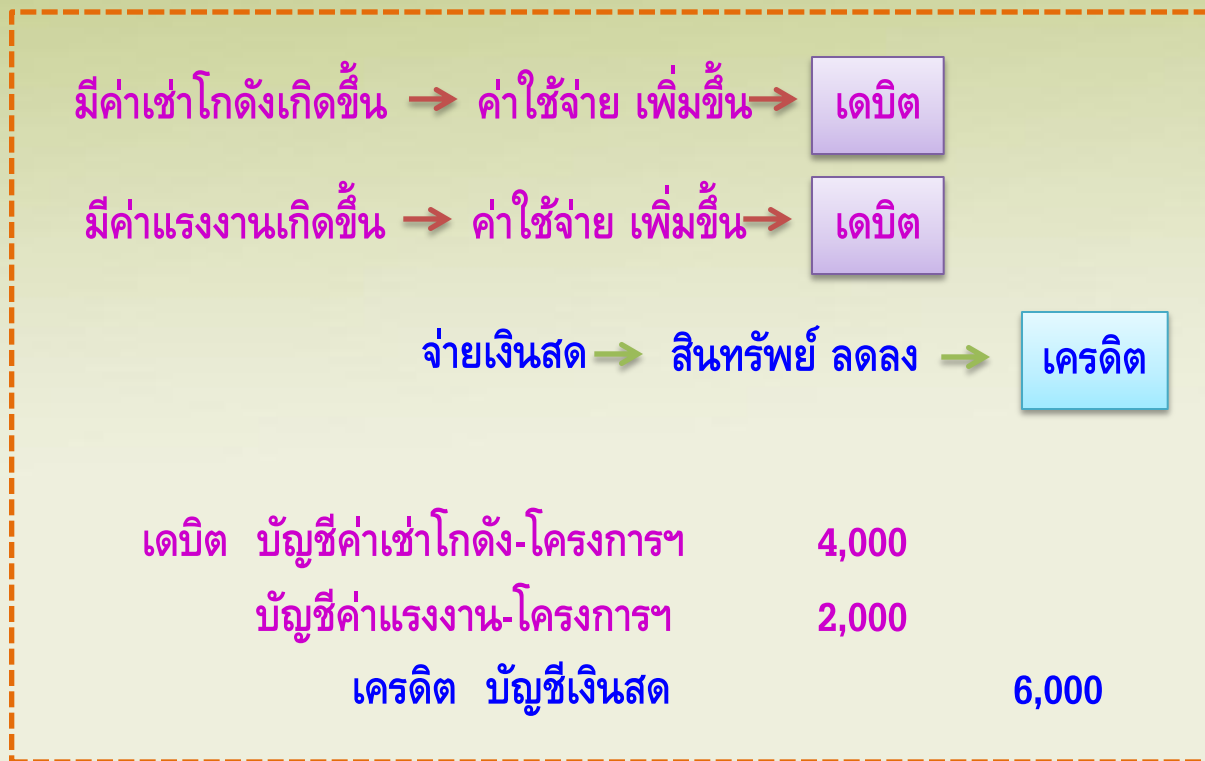 มีค่าเช่าโกดังเกิดขึ้น → ค่าใช้จ่าย เพิ่มขึ้น → เดบิต
มีค่าแรงงานเกิดขึ้น → ค่าใช้จ่าย เพิ่มขึ้น → เดบิต
จ่ายเงินสด → สินทรัพย์ ลดลง → เครดิต
เดบิต บัญชีค่าเช่าโกดัง-โครงการฯ 4,000
บัญชีค่าแรงงาน-โครงการฯ 2,000
เครดิต บัญชีเงินสด 6,000